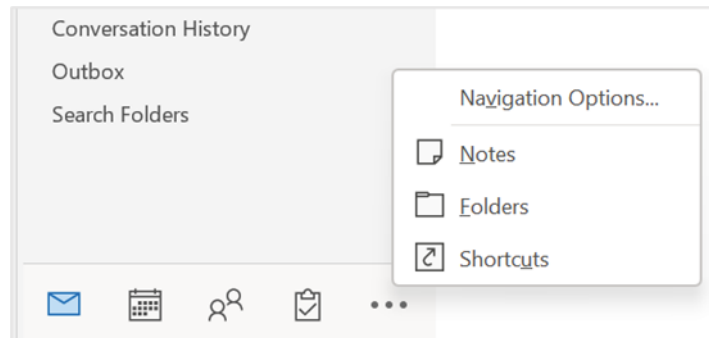 Conversation History
Outbox
Search Folders
Navigation Options...
Notes
Folders
Shortcuts